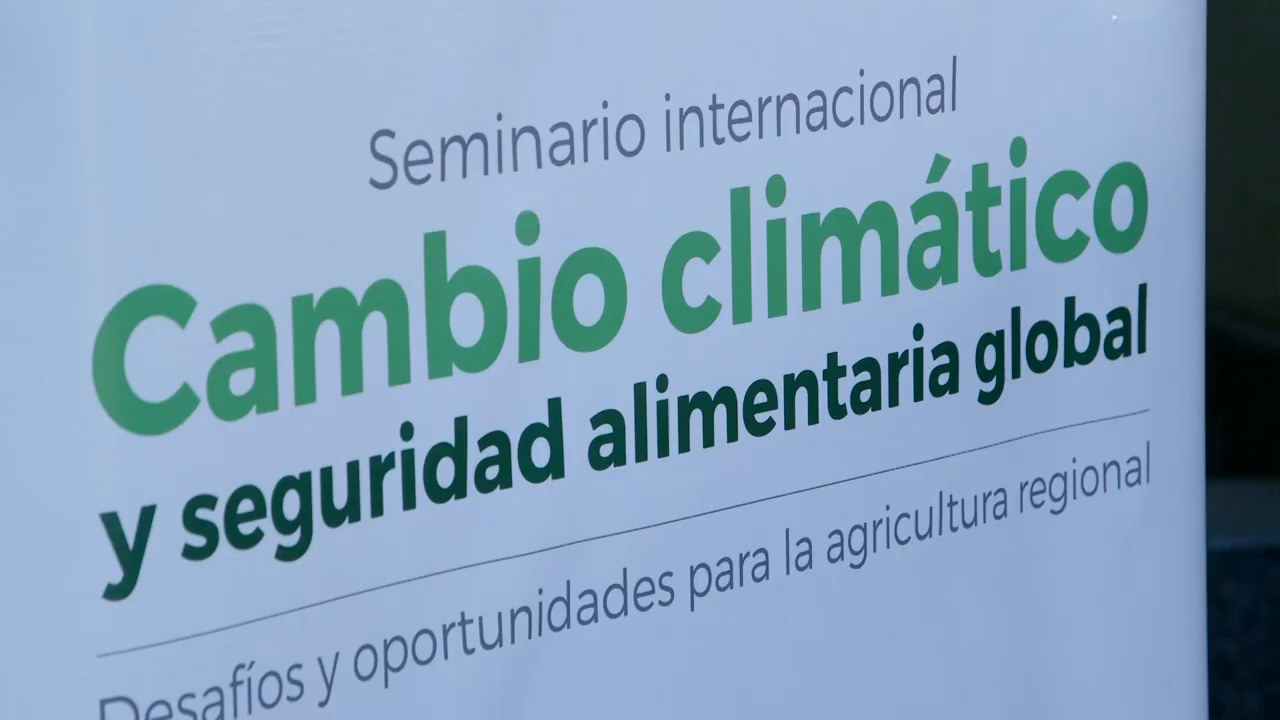 Seminario internacional
Cambio climático
y seguridad alimentaria global
Desafíos y oportunidades para la agricultura regional